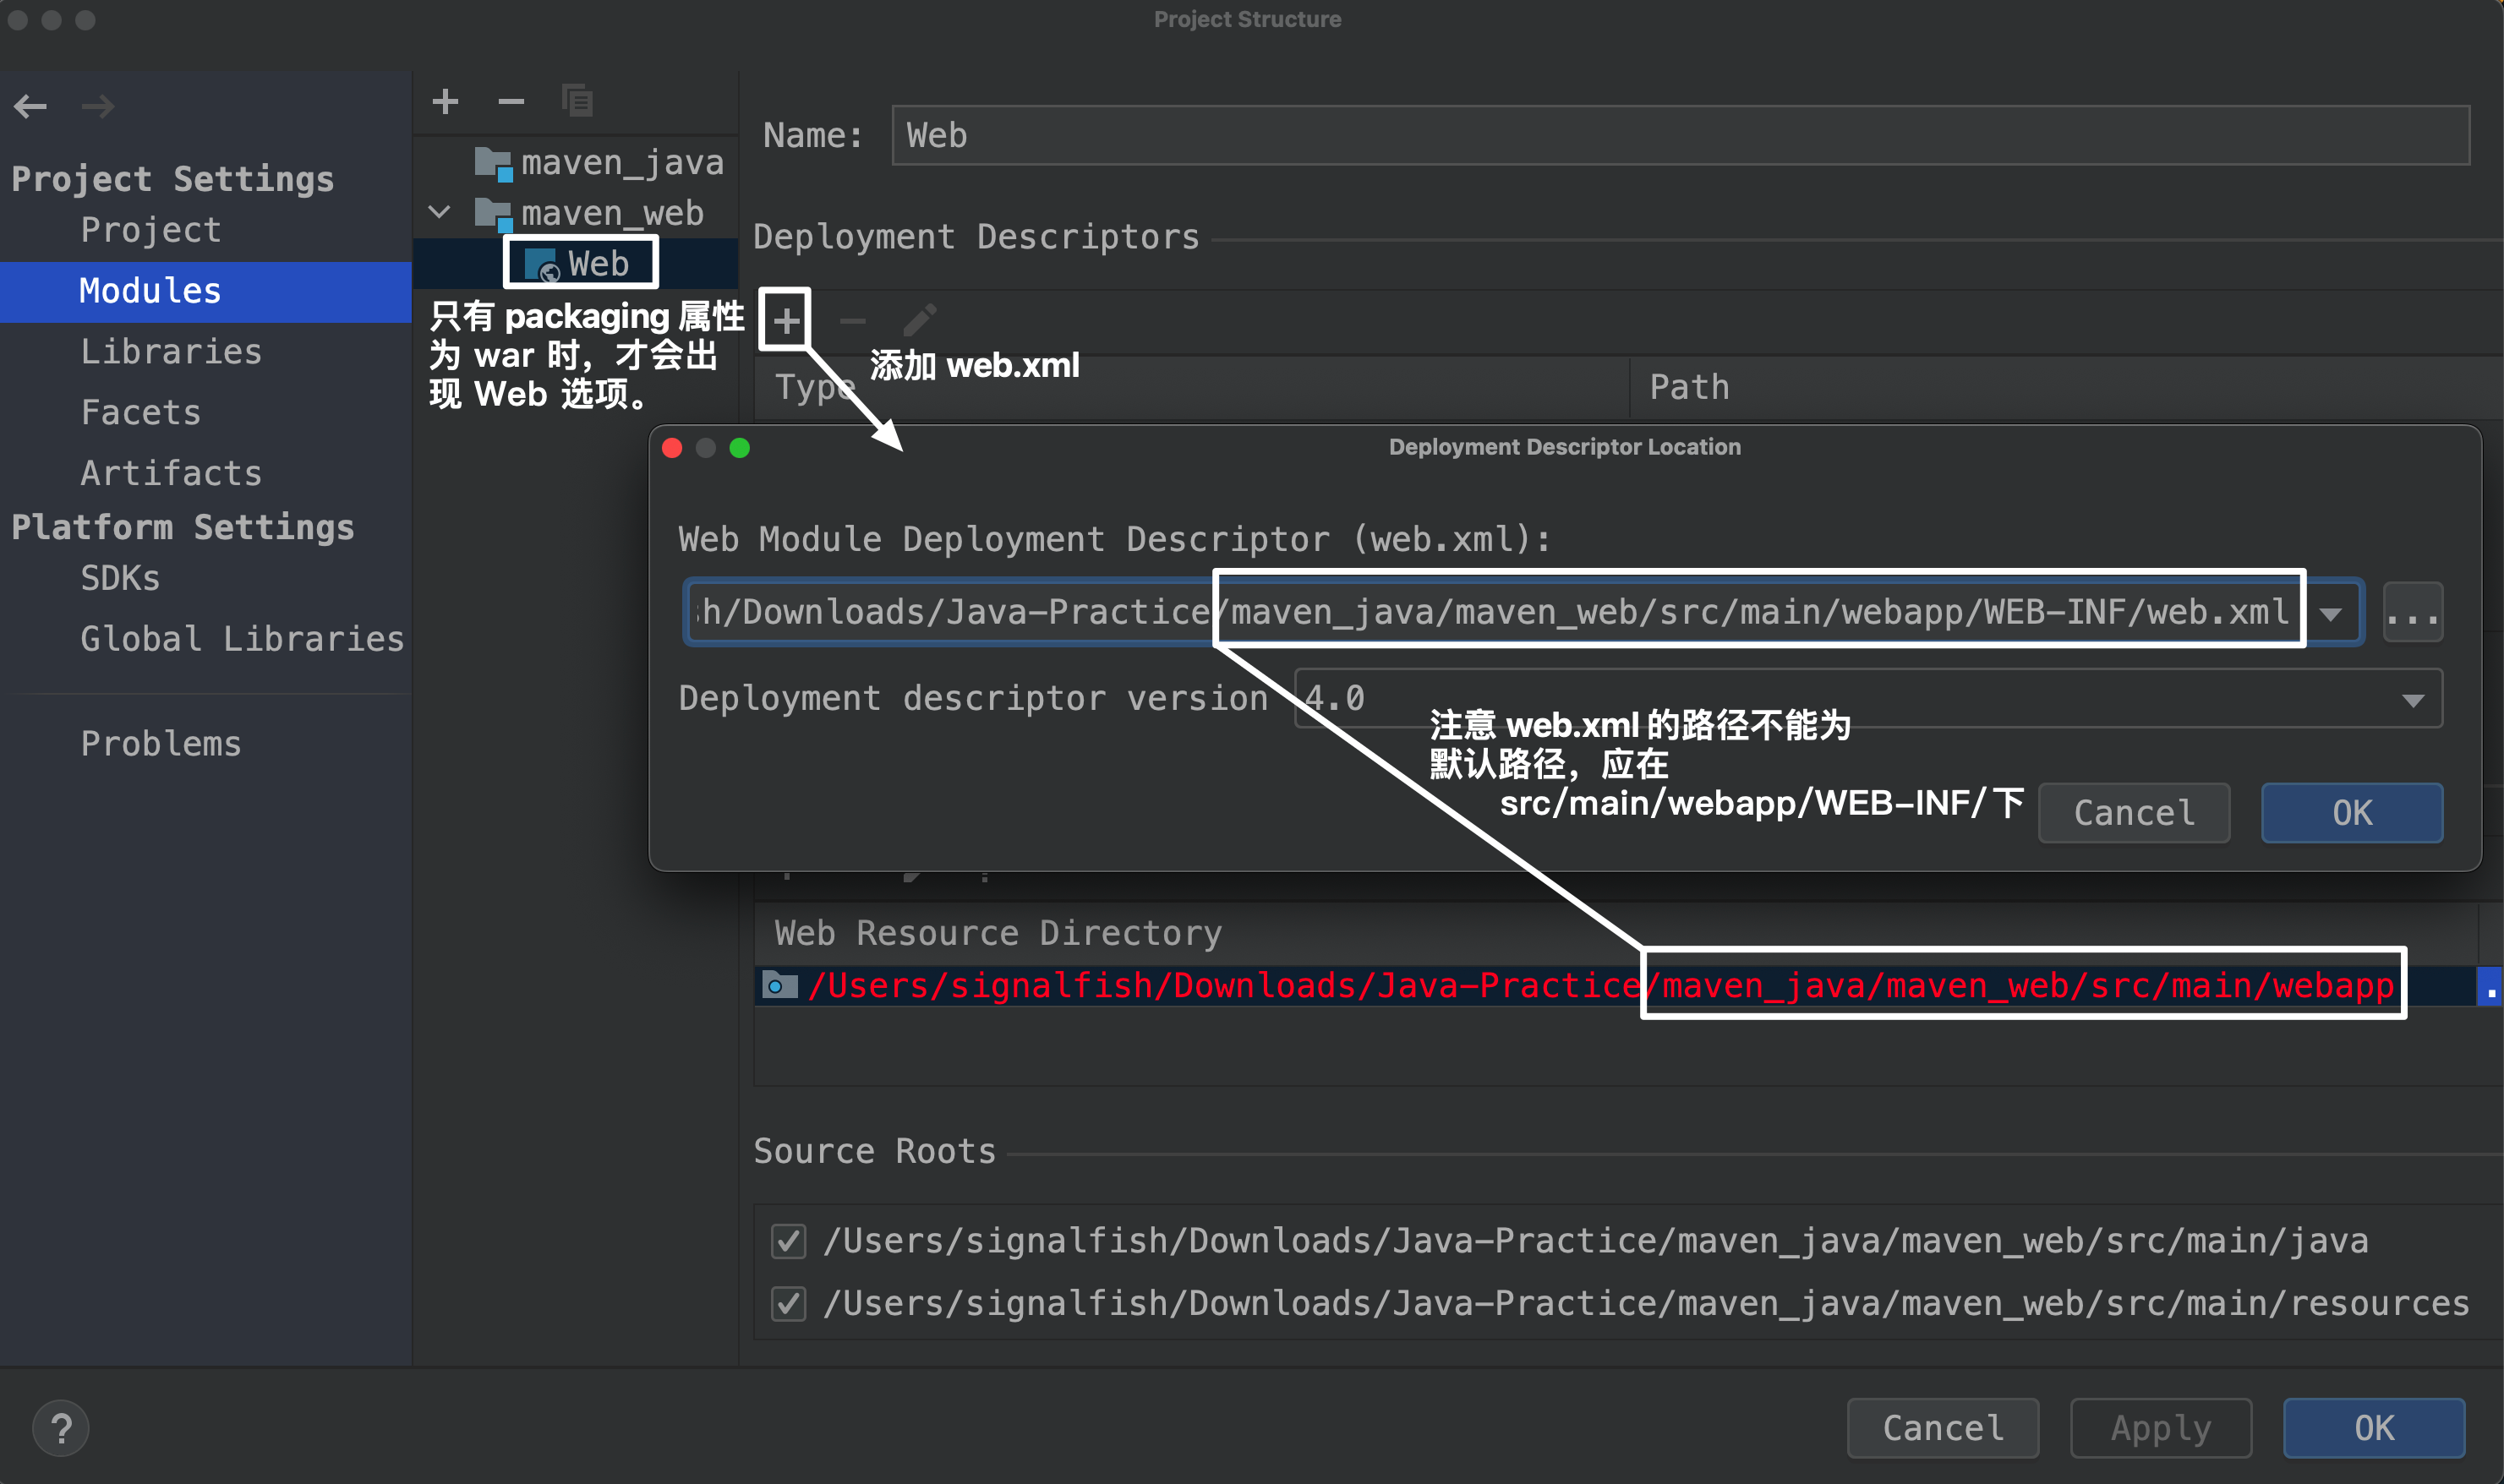 Project Structure
Project Settings
Project
Modules
Libraries
Facets
Artifacts
Platform Settings
SDKs
Global Libraries
Problems
maven_java
maven_web
Web
只有 packaging 属性
为 war 时，才会出
现 Web 选项。
Name:
Web
Deployment Descriptors
添加 web.xml
Type
Path
Deployment Descriptor Location
Web Module Deployment Descriptor (web.xml):
h/Downloads/Java-Practice/maven_java/maven_web/src/main/webapp/WEB-INF/web.xml
...
Deployment descriptor version
4.0
注意 web.xml 的路径不能为
默认路径，应在
src/main/webapp/WEB-INF/ 下
Cancel
OK
Web Resource Directory
/Users/signalfish/Downloads/Java-Practice/maven_java/maven_web/src/main/webapp
Source Roots
/Users/signalfish/Downloads/Java-Practice/maven_java/maven_web/src/main/java
/Users/signalfish/Downloads/Java-Practice/maven_java/maven_web/src/main/resources
?
Cancel
Apply
OK